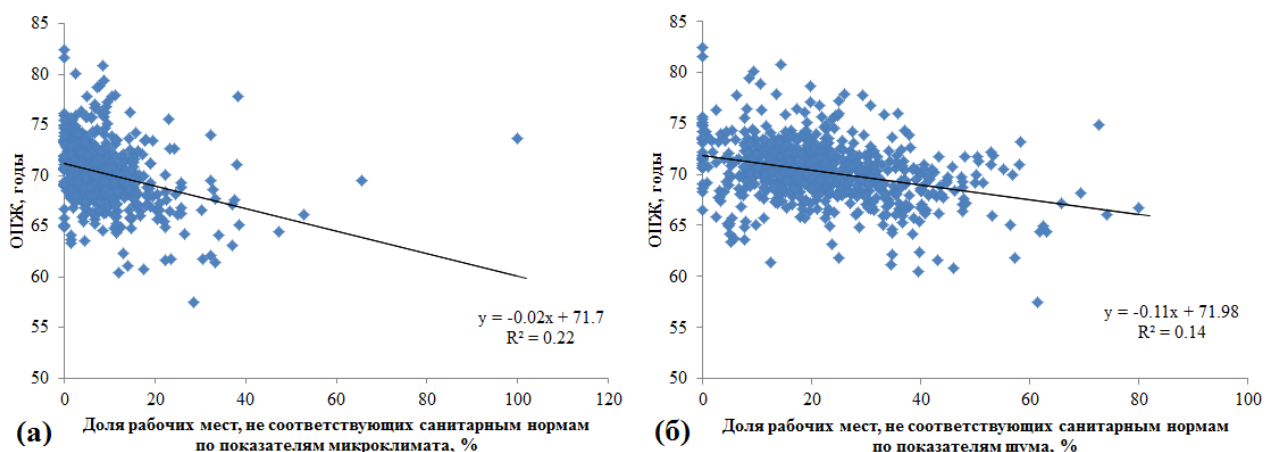 85
80
75
70
65
60
55
50
ОПЖ, годы
0
20
40
60
80
100
120
y = -0.02x + 71.7
R² = 0.22
(а)
Доля рабочих мест, не соответствующих санитарным нормам
по показателям микроклимата, %
85
80
75
70
65
60
55
50
ОПЖ, годы
0
20
40
60
80
100
y = -0.11x + 71.98
R² = 0.14
(б)
Доля рабочих мест, не соответствующих санитарным нормам
по показателям шума, %